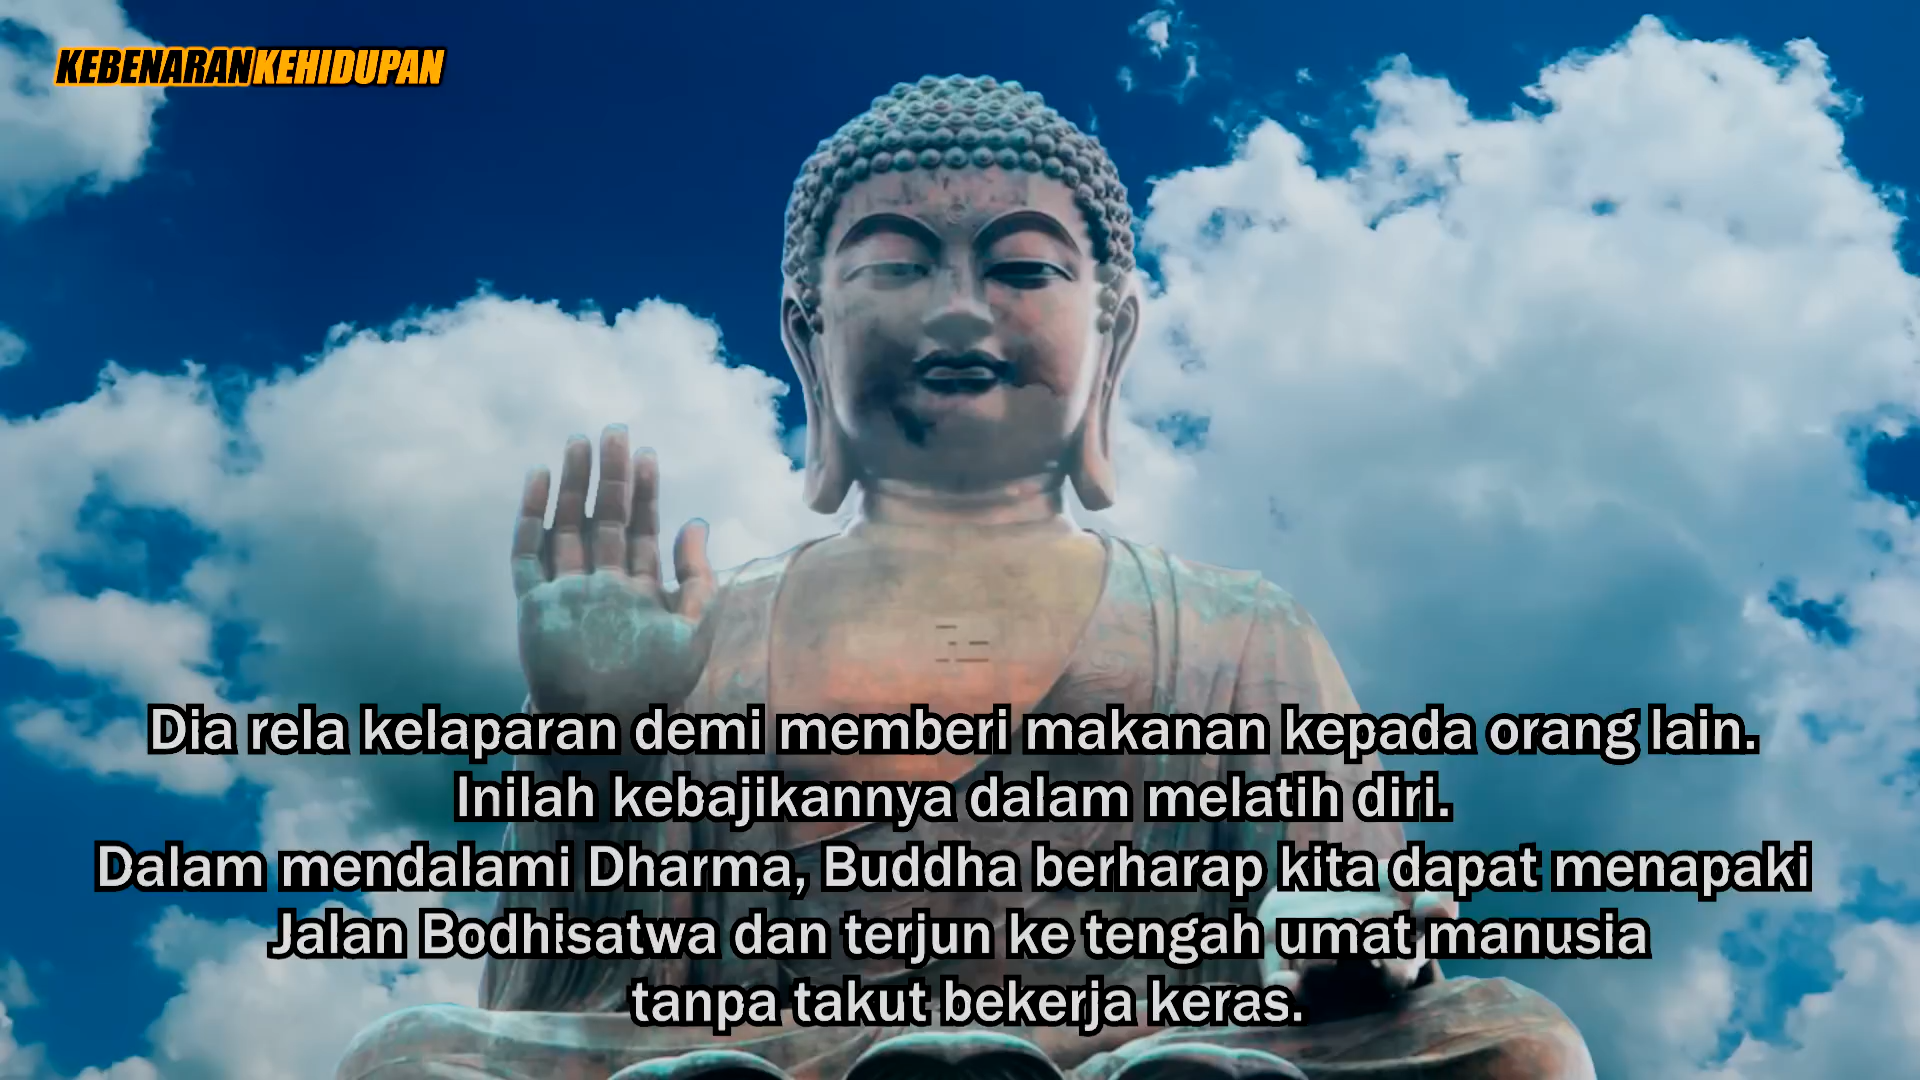 KEBENARANKEHIDUPAN
Dia rela kelaparan demi memberi makanan kepada orang lain.
Inilah kebajikannya dalam melatih diri.
Dalam mendalami Dharma, Buddha berharap kita dapat menapaki
Jalan Bodhisatwa dan terjun ke tengah umat manusia
tanpa takut bekerja keras.